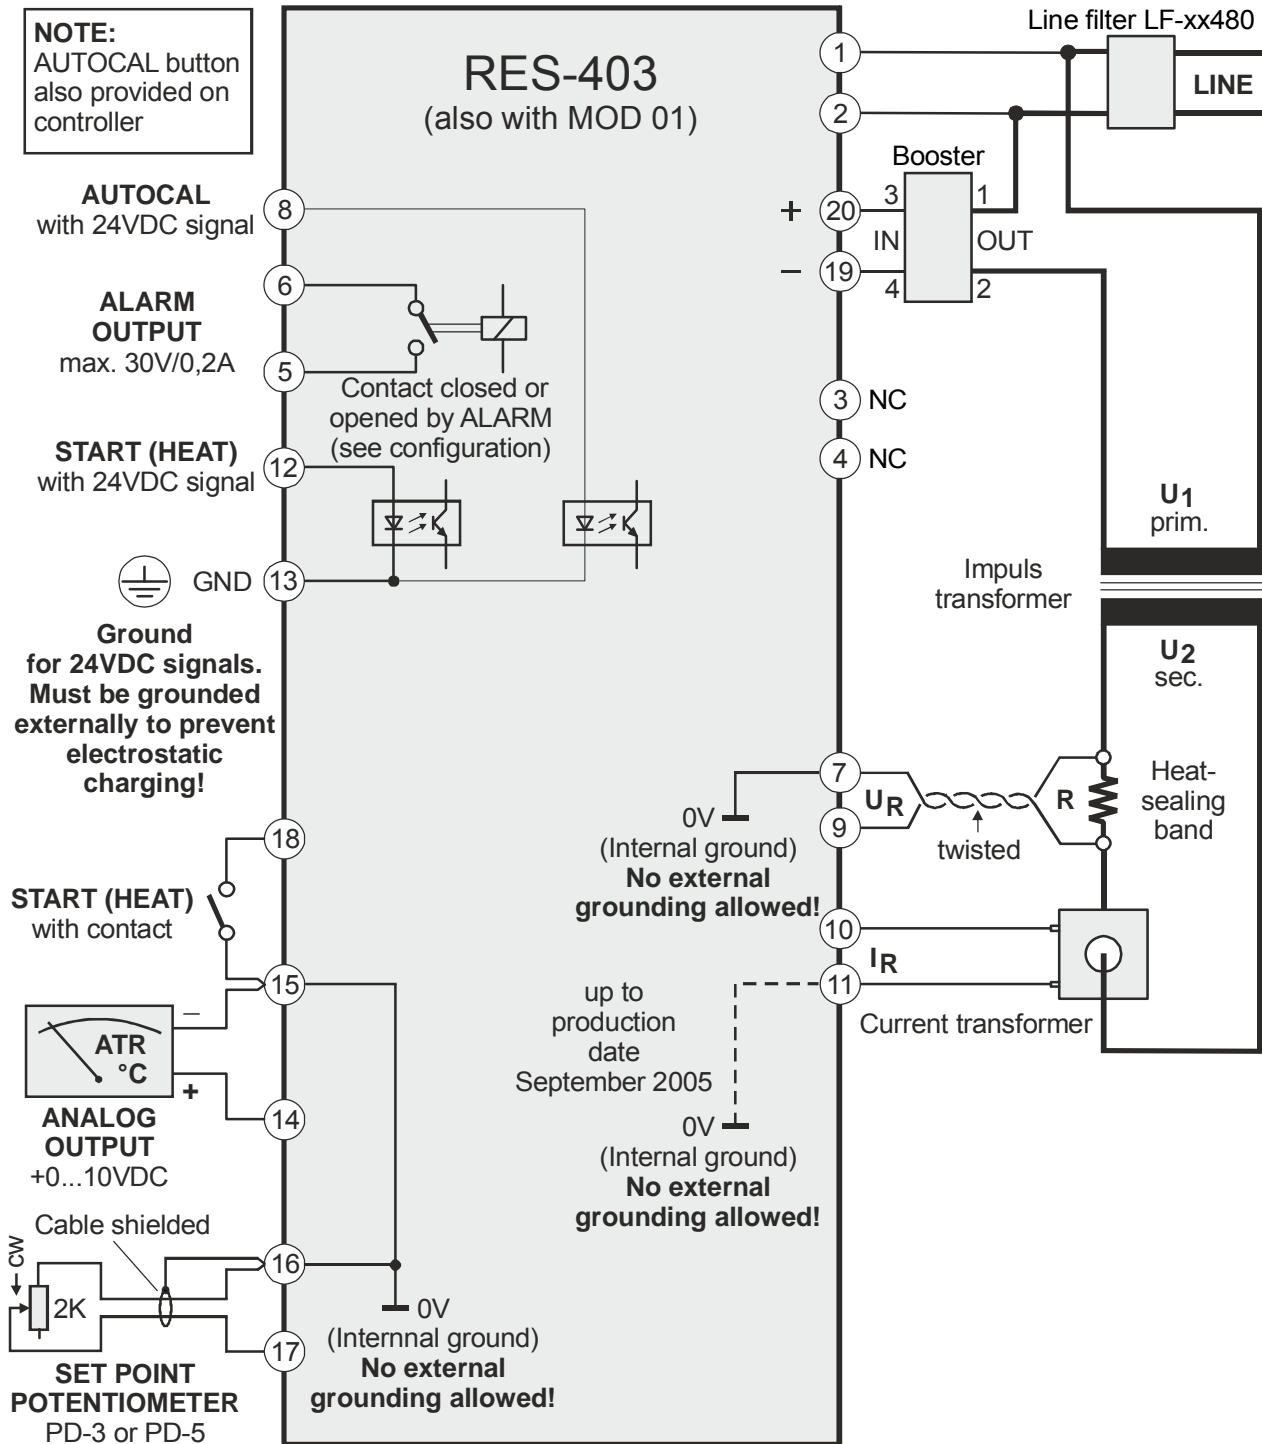 NOTE:
AUTOCAL button
also provided on
controller
RES-403
(also with MOD 01)
Line filter LF-xx480
LINE
1
2
Booster
3
1
IN
OUT
4
2
+
20
−
19
AUTOCAL
with 24VDC signal
8
6
ALARM
OUTPUT
max. 30V/0,2A
5
Contact closed or
opened by ALARM
(see configuration)
3
NC
4
NC
START (HEAT)
with 24VDC signal
12
GND
13
Ground
for 24VDC signals.
Must be grounded
externally to prevent
electrostatic
charging!
U1
prim.
Impuls
transformer
U2
sec.
7
UR
9
0V
(Internal ground)
No external
grounding allowed!
twisted
R
Heat-
sealing
band
18
START (HEAT)
with contact
15
10
IR
11
Current transformer
up to
production
date
September 2005
0V
(Internal ground)
No external
grounding allowed!
−
ATR
°C
+
14
ANALOG
OUTPUT
+0...10VDC
Cable shielded
cw
2K
16
17
0V
(Internnal ground)
No external
grounding allowed!
SET POINT
POTENTIOMETER
PD-3 or PD-5